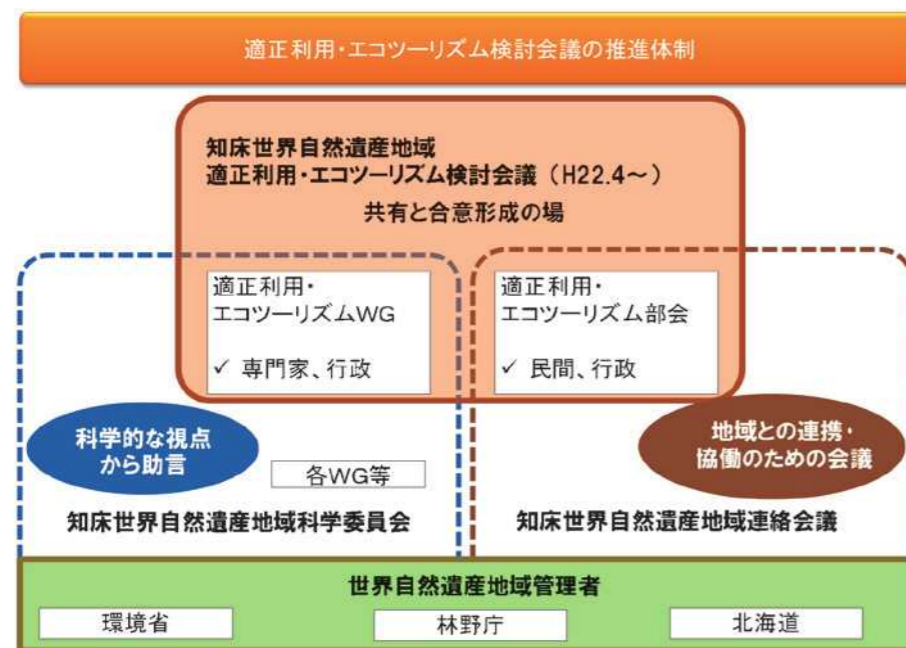 適正利用・エコツーリズム検討会議の推進体制
知床世界自然遺産地域
適正利用・エコツーリズム検討会議（H22.4～）
共有と合意形成の場
適正利用・
エコツーリズムWG
✓ 専門家、行政
適正利用・
エコツーリズム部会
✓ 民間、行政
科学的な視点
から助言
各WG等
知床世界自然遺産地域科学委員会
地域との連携・
協働のための会議
知床世界自然遺産地域連絡会議
世界自然遺産地域管理者
環境省
林野庁
北海道